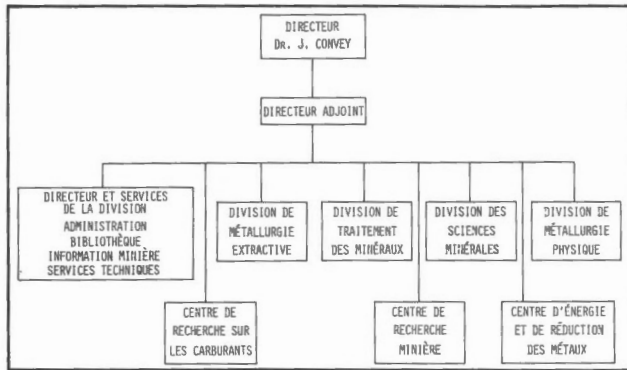 DIRECTEUR
DR. J. CONVEY
DIRECTEUR ADJOINT
DIRECTEUR ET SERVICES
DE LA DIVISION
ADMINISTRATION
BIBLIOTHÈQUE
INFORMATION MINIÈRE
SERVICES TECHNIQUES
DIVISION DE
MÉTALLURGIE
EXTRACTIVE
DIVISION DE
TRAITEMENT
DES MINÉRAUX
DIVISION DES
SCIENCES
MINÉRALES
DIVISION DE
MÉTALLURGIE
PHYSIQUE
CENTRE DE
RECHERCHE SUR
LES CARBURANTS
CENTRE DE
RECHERCHE
MINIÈRE
CENTRE D'ÉNERGIE
ET DE RÉDUCTION
DES MÉTAUX